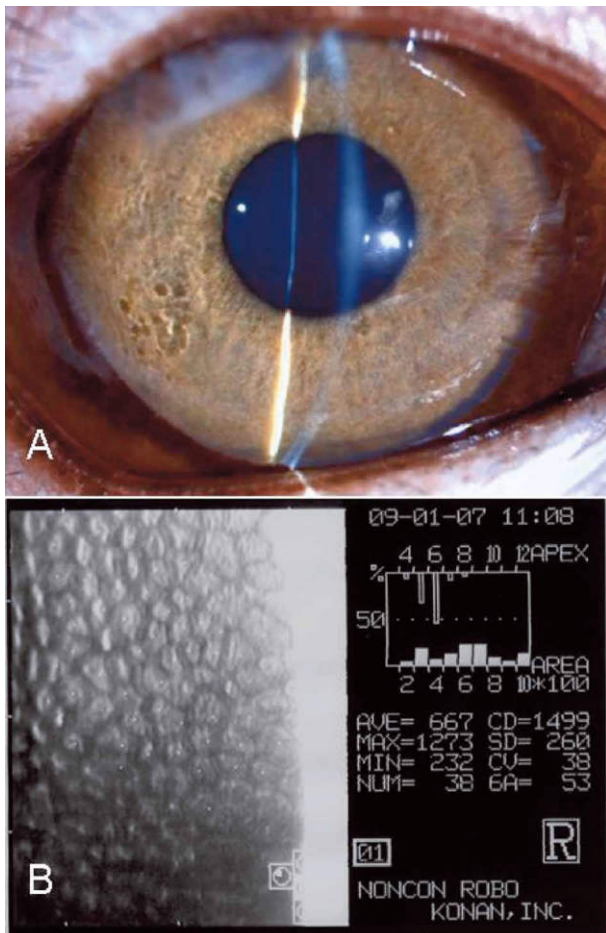 A
09-01-07 11:08
4 6 8 10 12APEX
%
50
AREA
2 4 6 8 10*100
AVE= 667 CD=1499
MAX=1273 SD= 260
MIN= 232 CV= 38
NUM= 38 6A= 53
01 R
B
NONCON ROBO
KONAN,INC.